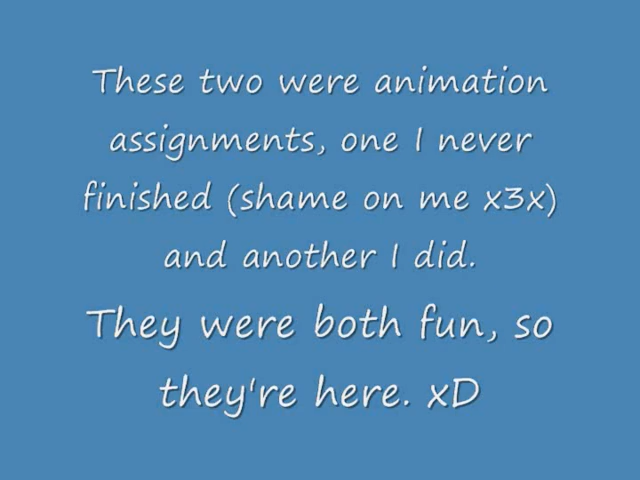 These two were animation
assignments, one I never
finished (shame on me x3x)
and another I did.
They were both fun, so
they're here. xD